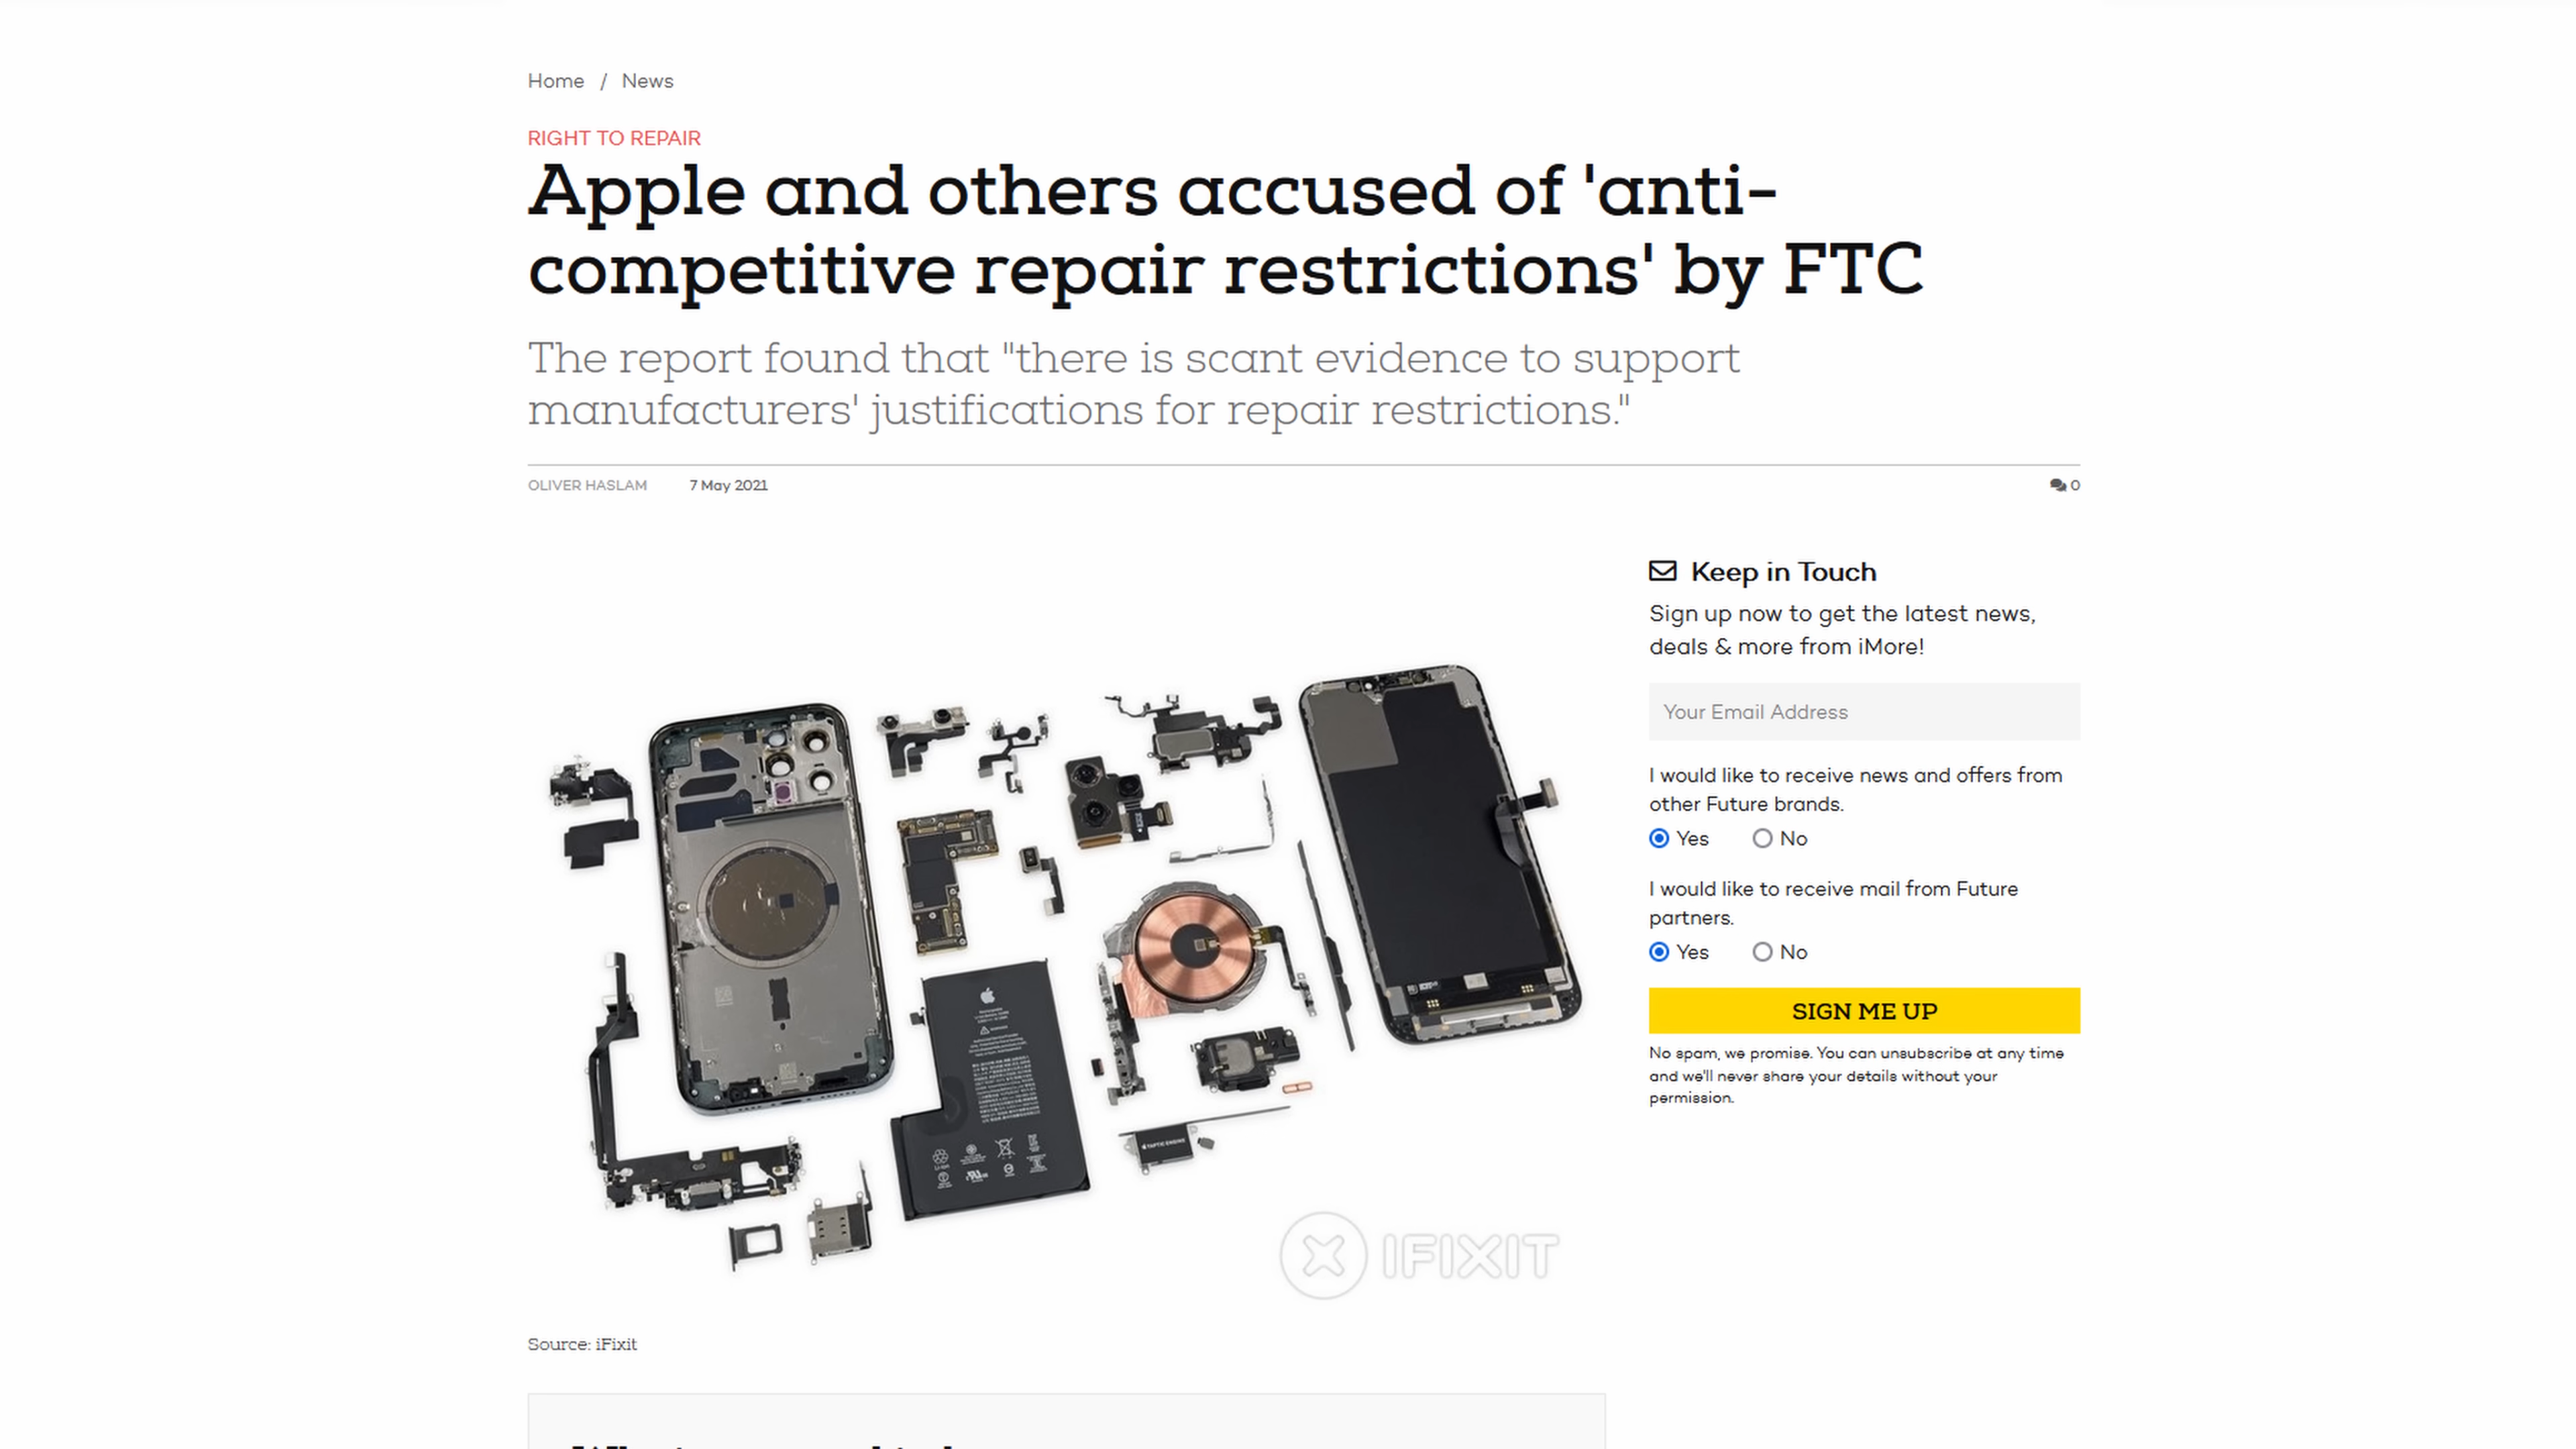 Home / News
RIGHT TO REPAIR
Apple and others accused of 'anti-
competitive repair restrictions' by FTC
The report found that "there is scant evidence to support
manufacturers' justifications for repair restrictions."
OLIVER HASLAM 7 May 2021 0
Keep in Touch
Sign up now to get the latest news,
deals & more from iMore!
Your Email Address
I would like to receive news and offers from
other Future brands.
Yes No
I would like to receive mail from Future
partners.
Yes No
SIGN ME UP
No spam, we promise. You can unsubscribe at any time
and we'll never share your details without your
permission.
TAPTIC ENGINE
IFIXIT
Source: iFixit